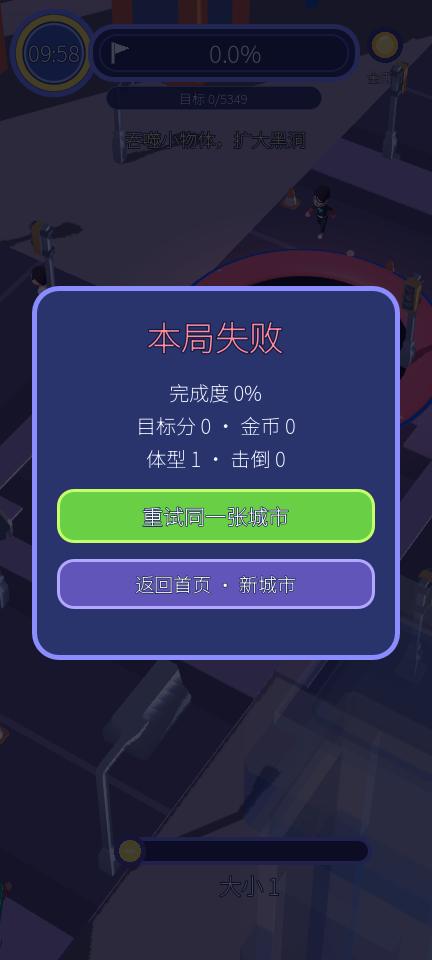 09:58
0.0%
目标 0/5349
吞噬小物体，扩大黑洞
本局失败
完成度 0%
目标分 0 · 金币 0
体型 1 · 击倒 0
重试同一张城市
返回首页 · 新城市
大小 1